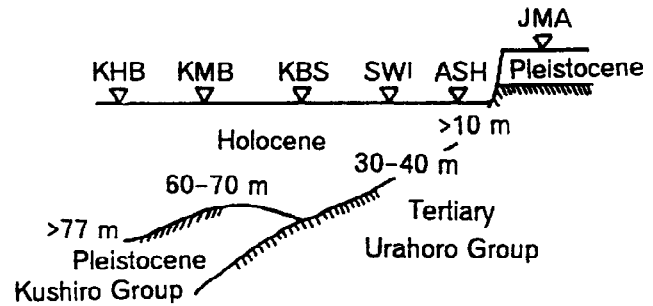 JMA
KHB KMB KBS SWI ASH Pleistocene
>10 m
Holocene
30-40 m
60-70 m
Tertiary
>77 m
Pleistocene Urahoro Group
Kushiro Group